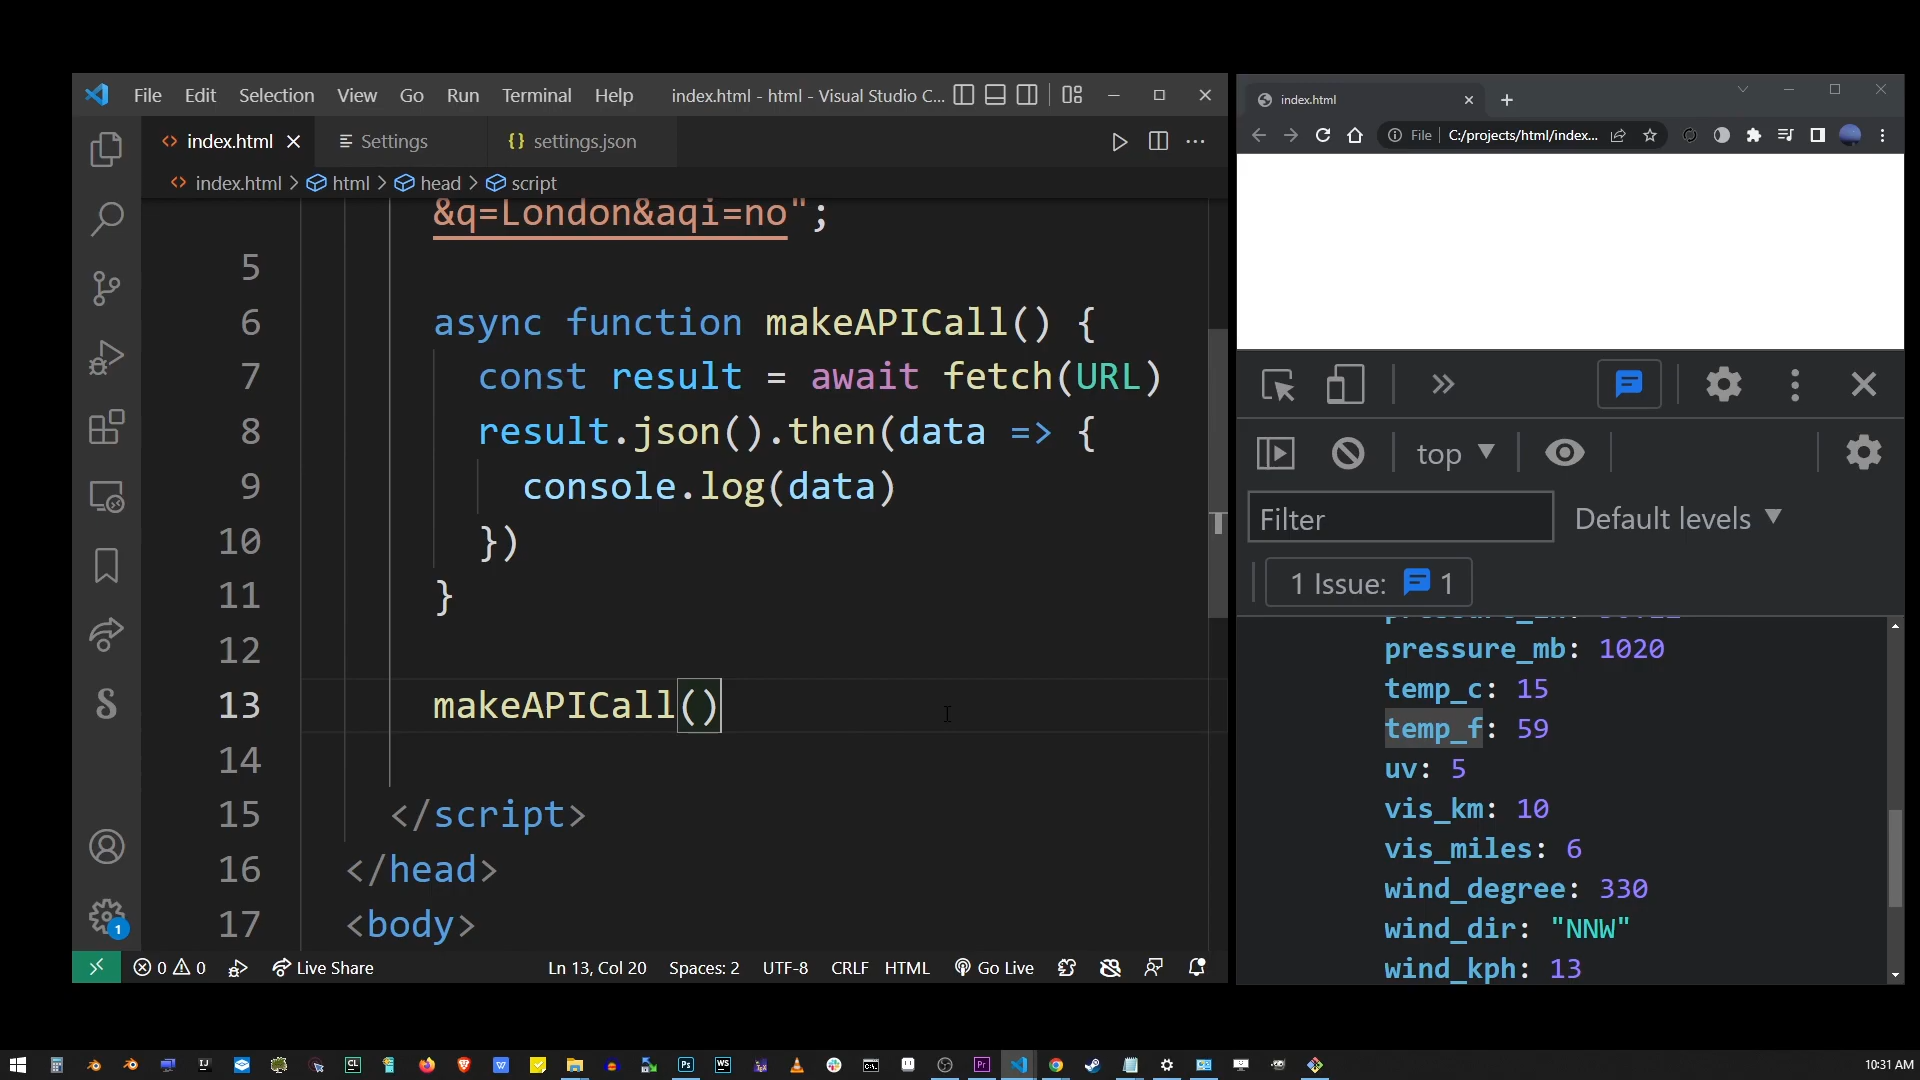 File Edit Selection View Go Run Terminal Help index.html - html - Visual Studio C...
index.html Settings {} settings.json
index.html > html > head > script
&q=London&aqi=no";
5
6 async function makeAPICall() {
7 const result = await fetch(URL)
8 result.json().then(data => {
9 console.log(data)
10 })
11 }
12
13 makeAPICall()
14
15 </script>
16 </head>
17 <body>
1
0 0 Live Share Ln 13, Col 20 Spaces: 2 UTF-8 CRLF HTML Go Live
index.html
File C:/projects/html/index...
top
Filter Default levels
1 Issue: 1
pressure_mb: 1020
temp_c: 15
temp_f: 59
uv: 5
vis_km: 10
vis_miles: 6
wind_degree: 330
wind_dir: "NNW"
wind_kph: 13
10:31 AM